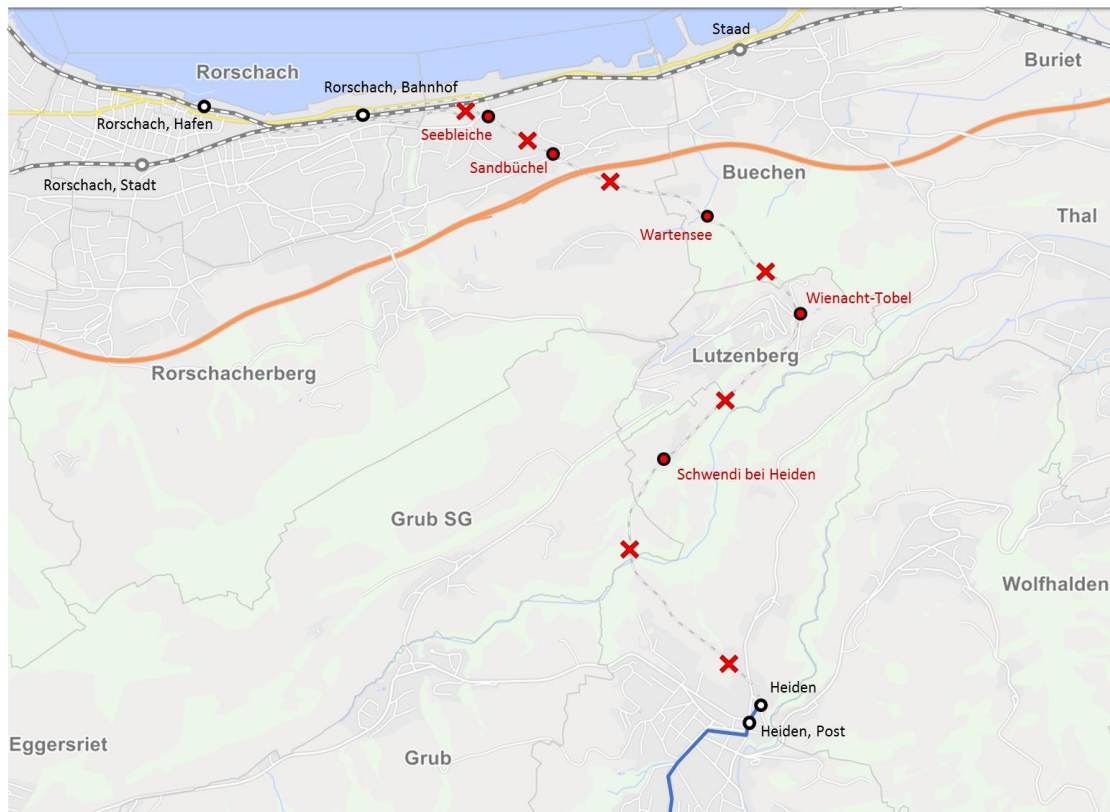 Staad
Buriet
Rorschach
Rorschach, Bahnhof
Rorschach, Hafen
Seebleiche
Sandbüchel
Rorschach, Stadt
Buechen
Thal
Wartensee
Wienacht-Tobel
Lutzenberg
Rorschacherberg
Schwendi bei Heiden
Grub SG
Wolfhalden
Heiden
Heiden, Post
Eggersriet
Grub